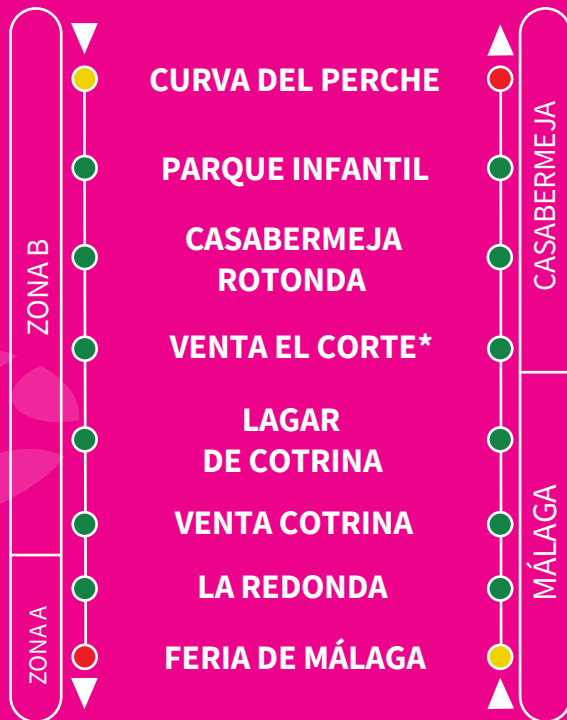 CURVA DEL PERCHE
PARQUE INFANTIL
CASABERMEJA
ROTONDA
VENTA EL CORTE*
LAGAR
DE COTRINA
VENTA COTRINA
LA REDONDA
FERIA DE MÁLAGA
ZONA B
ZONA A
CASABERMEJA
MÁLAGA